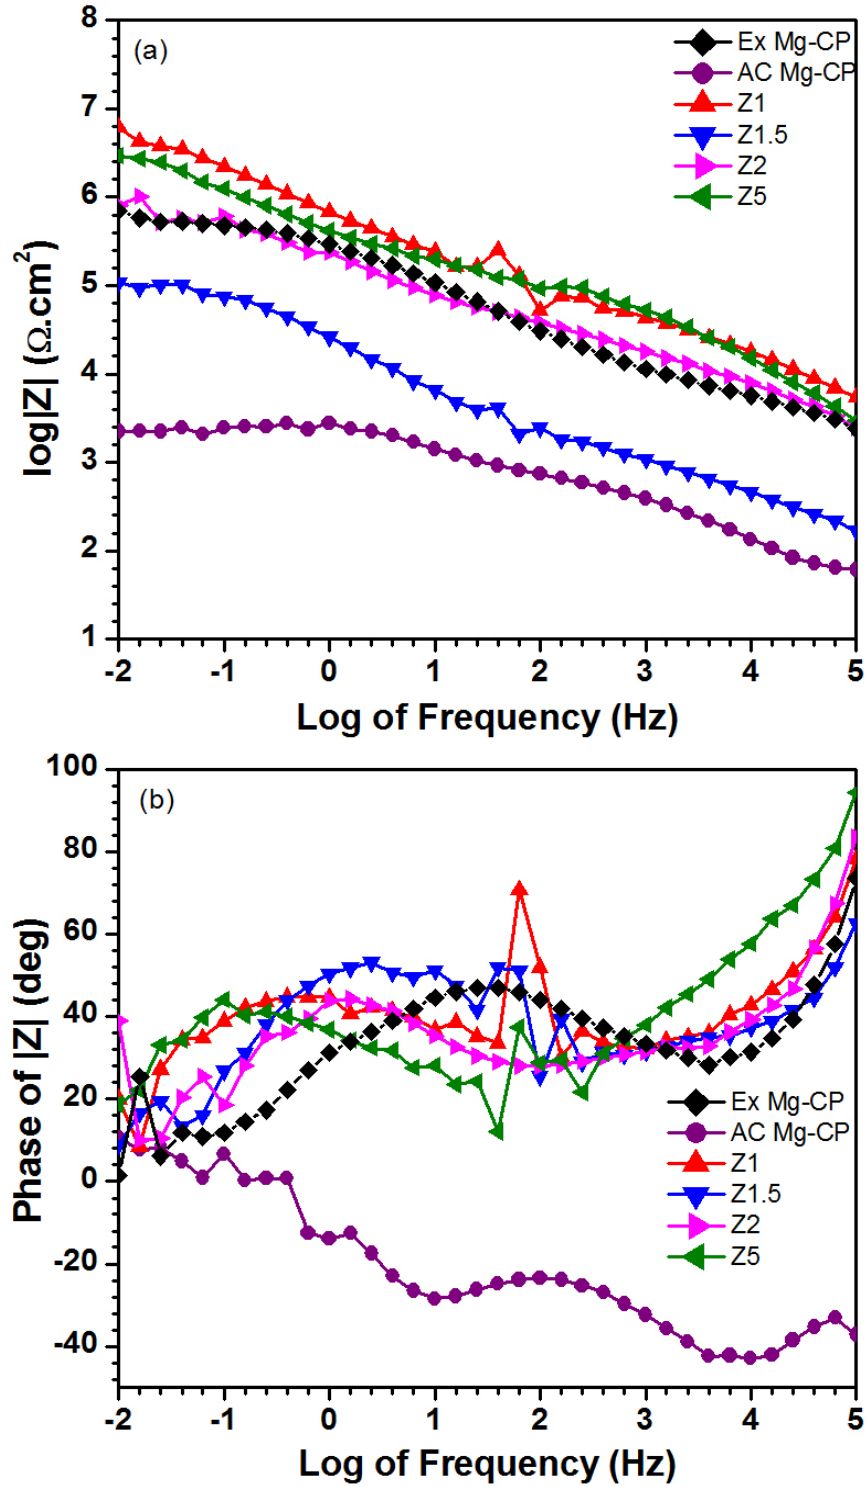 (a)
8
7
6
5
4
3
2
1
log|Z| (Ω.cm²)
Ex Mg-CP
AC Mg-CP
Z1
Z1.5
Z2
Z5
-2 -1 0 1 2 3 4 5
Log of Frequency (Hz)
(b)
100
80
60
40
20
0
-20
-40
Phase of |Z| (deg)
Ex Mg-CP
AC Mg-CP
Z1
Z1.5
Z2
Z5
-2 -1 0 1 2 3 4 5
Log of Frequency (Hz)